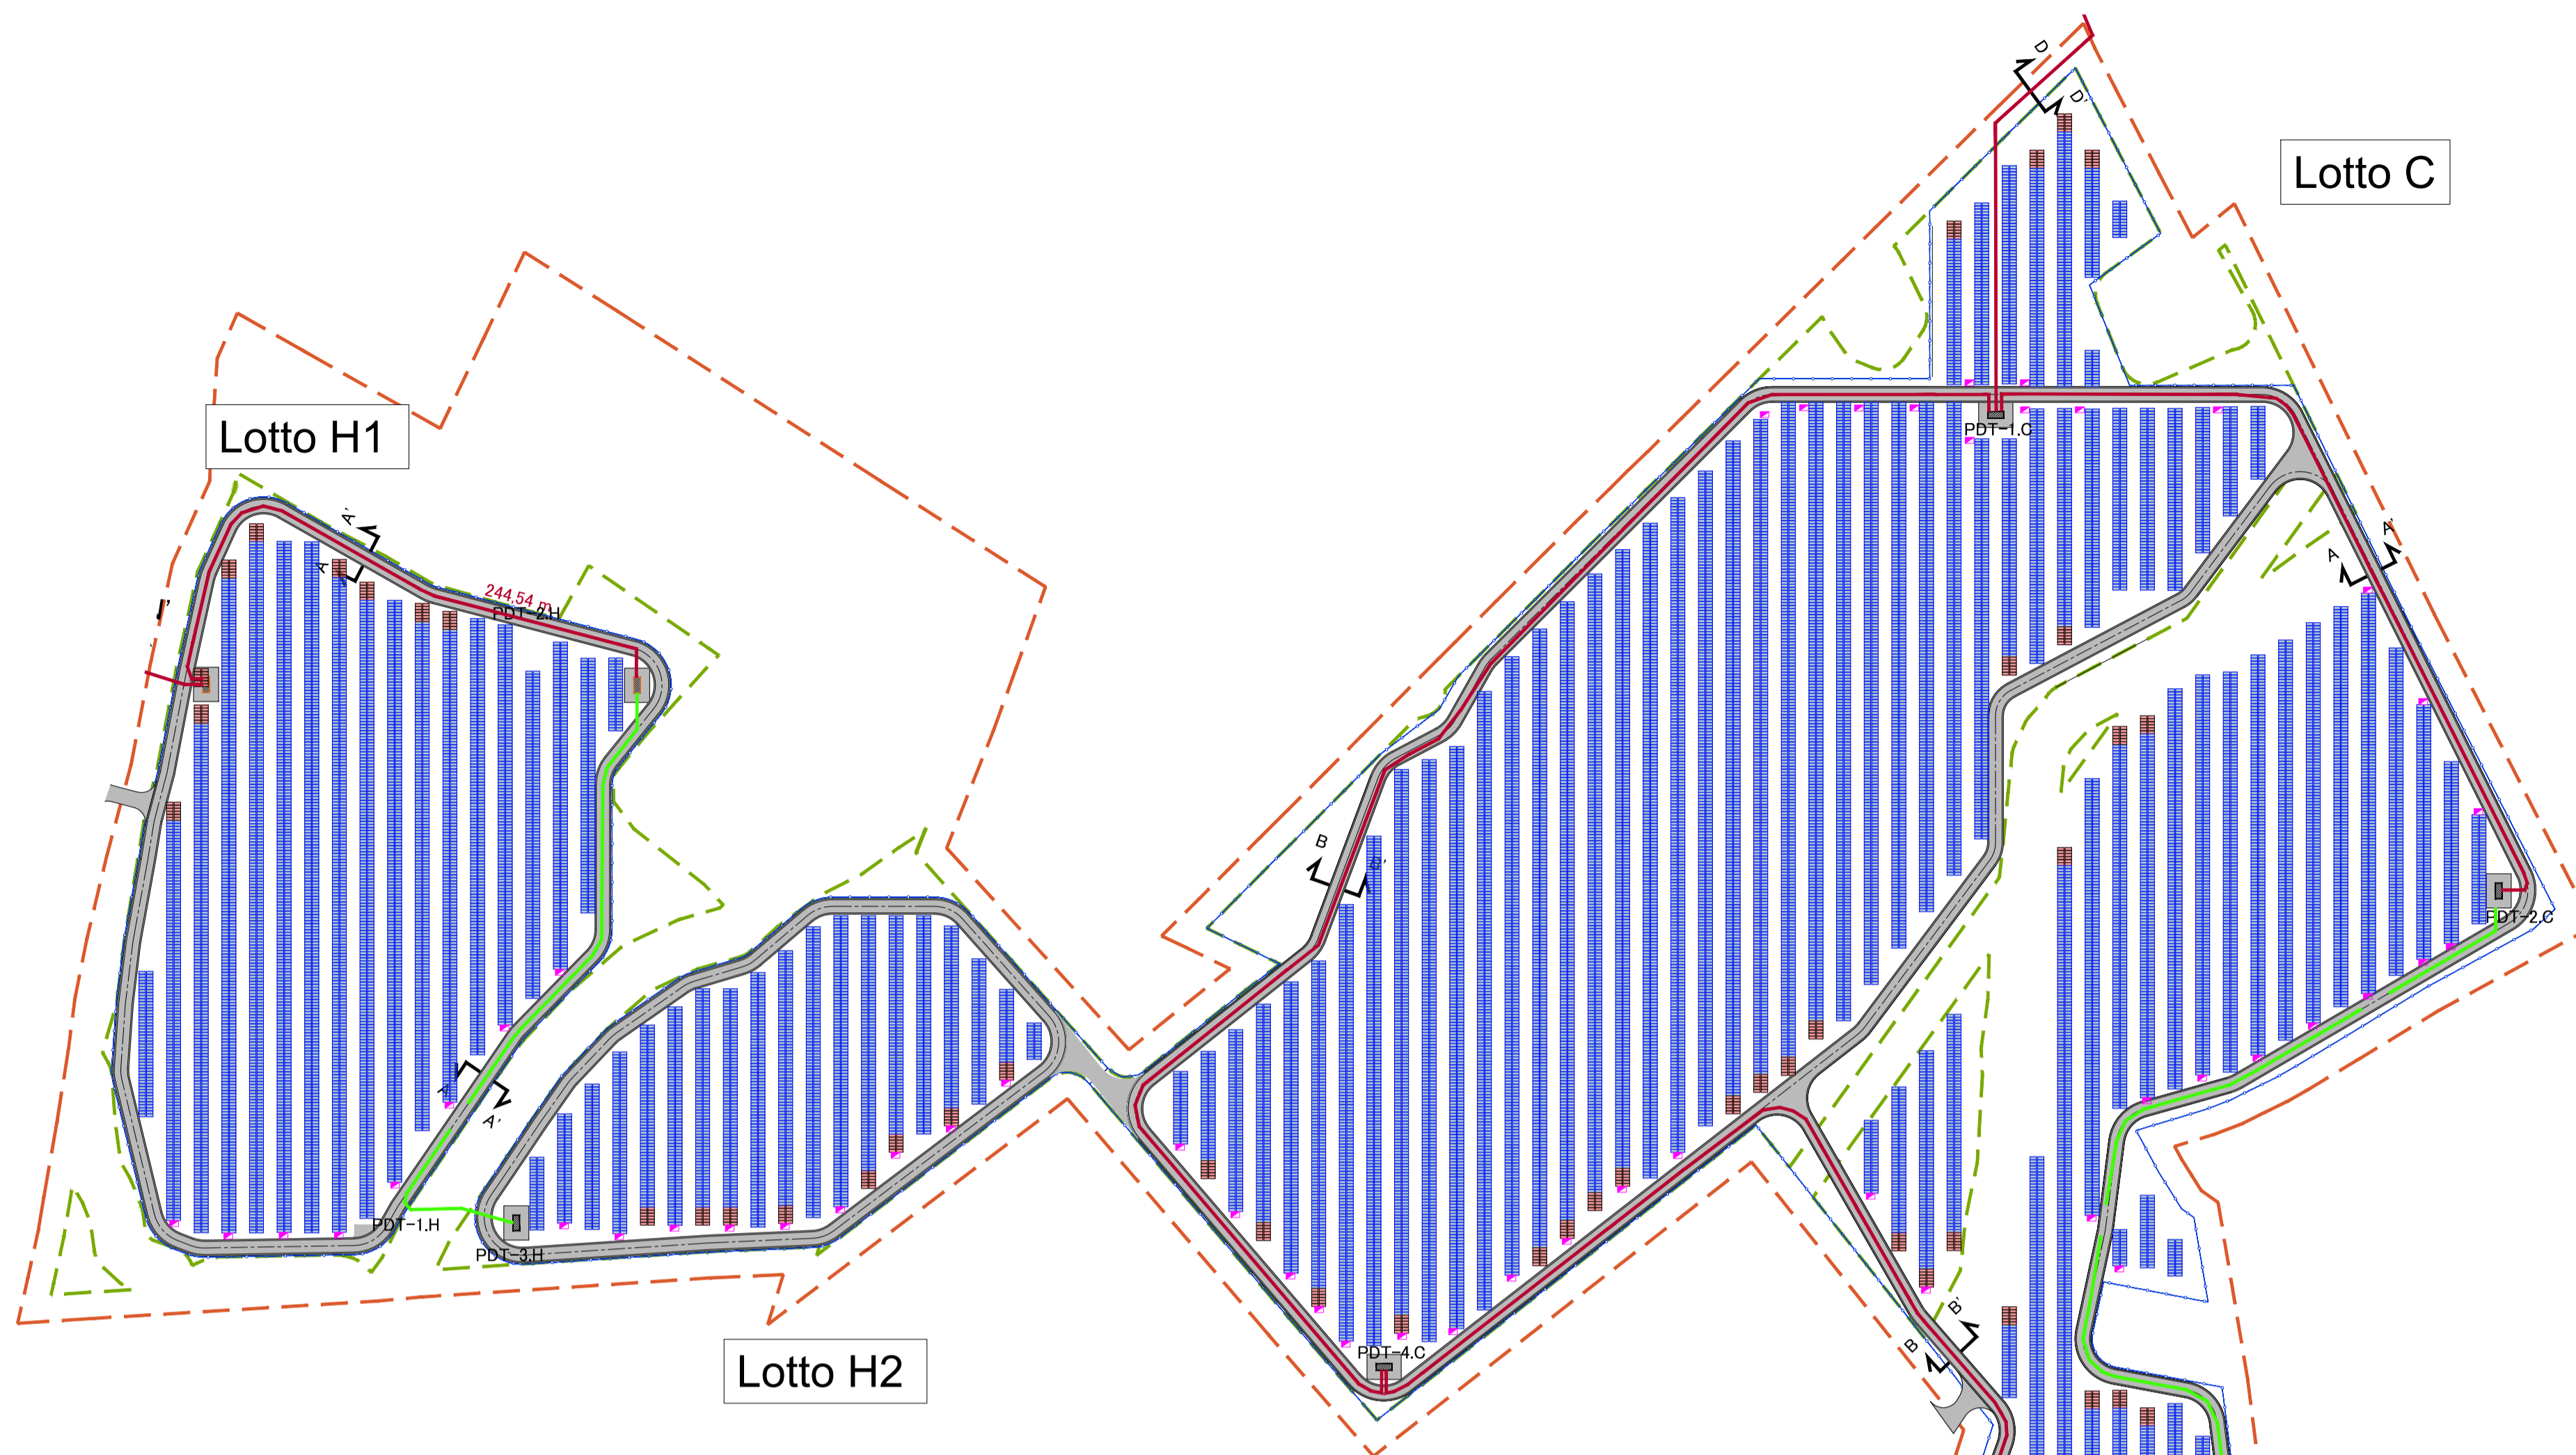 D
D'
Lotto C
Lotto H1
PDT-1.C
A'
A
A'
A
244,54 m
PDT-2.H
I'
B
B'
PDT-2.C
A
A'
PDT-1.H
PDT-3.H
B'
B
PDT-4.C
Lotto H2